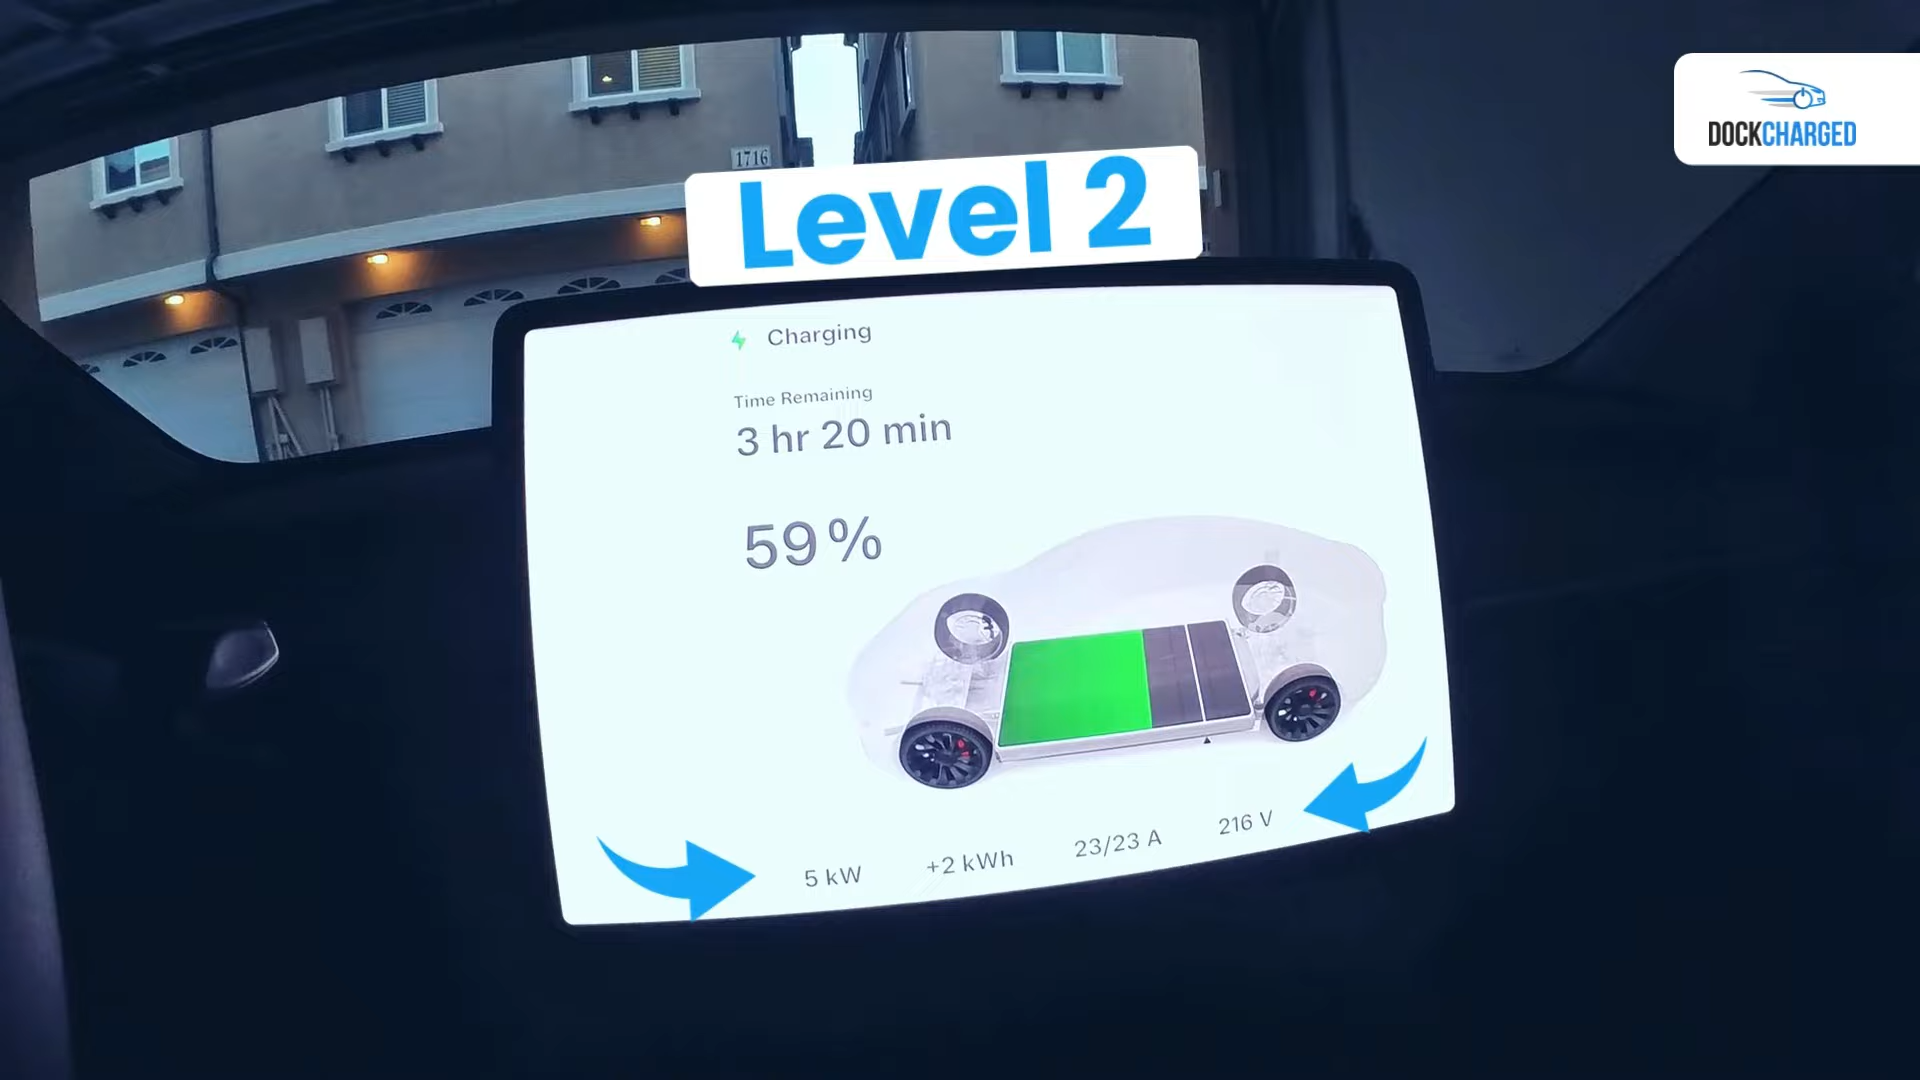 DOCKCHARGED
1716
Level 2
Charging
Time Remaining
3 hr 20 min
59%
5 kW
+2 kWh
23/23 A
216 V